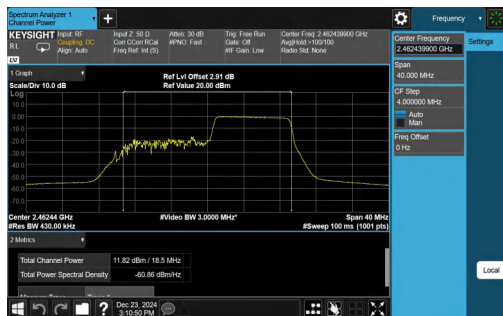 Spectrum Analyzer 1
Channel Power
Frequency
KEYSIGHT
Input: RF
Coupling: DC
Align: Auto
Input Z: 50 Ω
Corr CCorr RCal
Freq Ref: Int (S)
Atten: 30 dB
#PNO: Fast
Trig: Free Run
Gate: Off
#IF Gain: Low
Center Freq: 2.462439900 GHz
Avg|Hold:>100/100
Radio Std: None
R L
LV
Center Frequency
2.462439900 GHz
Settings
Span
40.000 MHz
CF Step
4.000000 MHz
Auto
Man
Freq Offset
0 Hz
Local
1 Graph
Scale/Div 10.0 dB
Ref Lvl Offset 2.91 dB
Ref Value 20.00 dBm
Log
10.0
0.00
-10.0
-20.0
-30.0
-40.0
-50.0
-60.0
Center 2.46244 GHz
#Res BW 430.00 kHz
#Video BW 3.0000 MHz*
Span 40 MHz
#Sweep 100 ms (1001 pts)
2 Metrics
Total Channel Power 11.82 dBm / 18.5 MHz
Total Power Spectral Density -60.86 dBm/Hz
?
Dec 23, 2024
3:10:50 PM